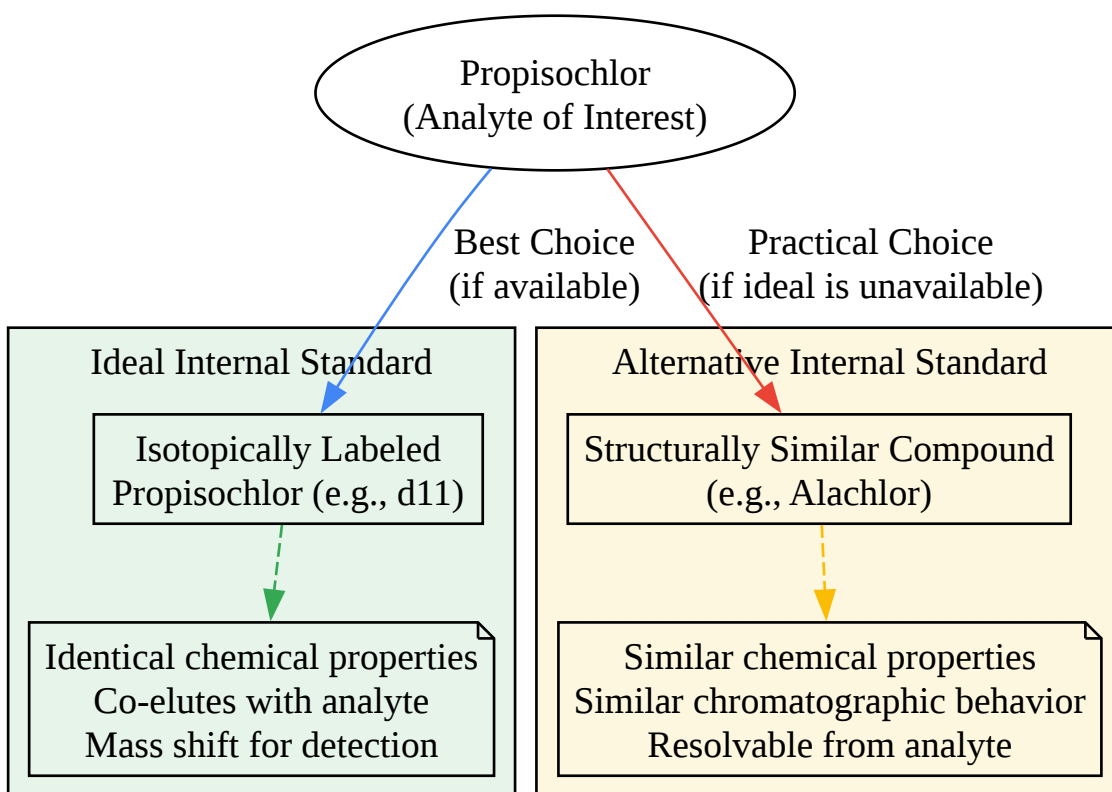 Propisochlor
(Analyte of Interest)
Best Choice
(if available)
Practical Choice
(if ideal is unavailable)
Ideal Internal Standard
Isotopically Labeled
Propisochlor (e.g., d11)
Identical chemical properties
Co-elutes with analyte
Mass shift for detection
Alternative Internal Standard
Structurally Similar Compound
(e.g., Alachlor)
Similar chemical properties
Similar chromatographic behavior
Resolvable from analyte